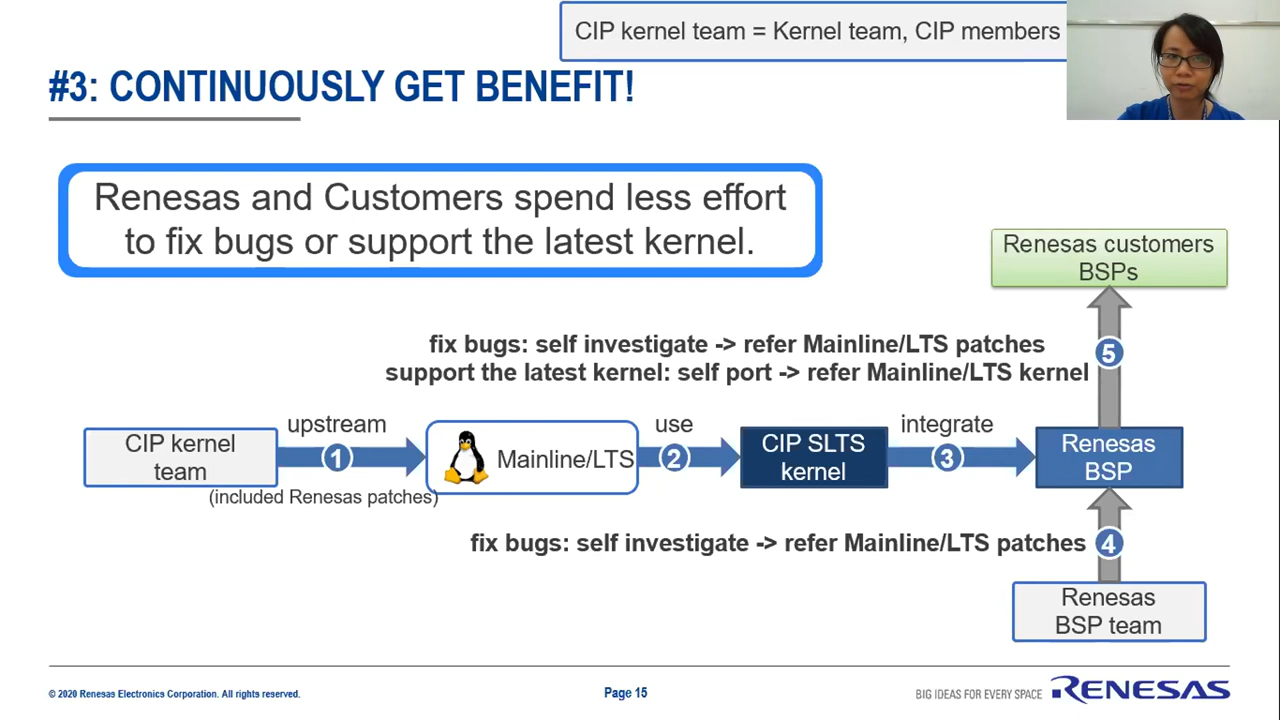 CIP kernel team = Kernel team, CIP members
#3: CONTINUOUSLY GET BENEFIT!
Renesas and Customers spend less effort
to fix bugs or support the latest kernel.
Renesas customers
BSPs
fix bugs: self investigate -> refer Mainline/LTS patches
support the latest kernel: self port -> refer Mainline/LTS kernel
5
CIP kernel
team
upstream
1
(included Renesas patches)
Mainline/LTS
use
2
CIP SLTS
kernel
integrate
3
Renesas
BSP
fix bugs: self investigate -> refer Mainline/LTS patches
4
Renesas
BSP team
© 2020 Renesas Electronics Corporation. All rights reserved.
Page 15
BIG IDEAS FOR EVERY SPACE
RENESAS